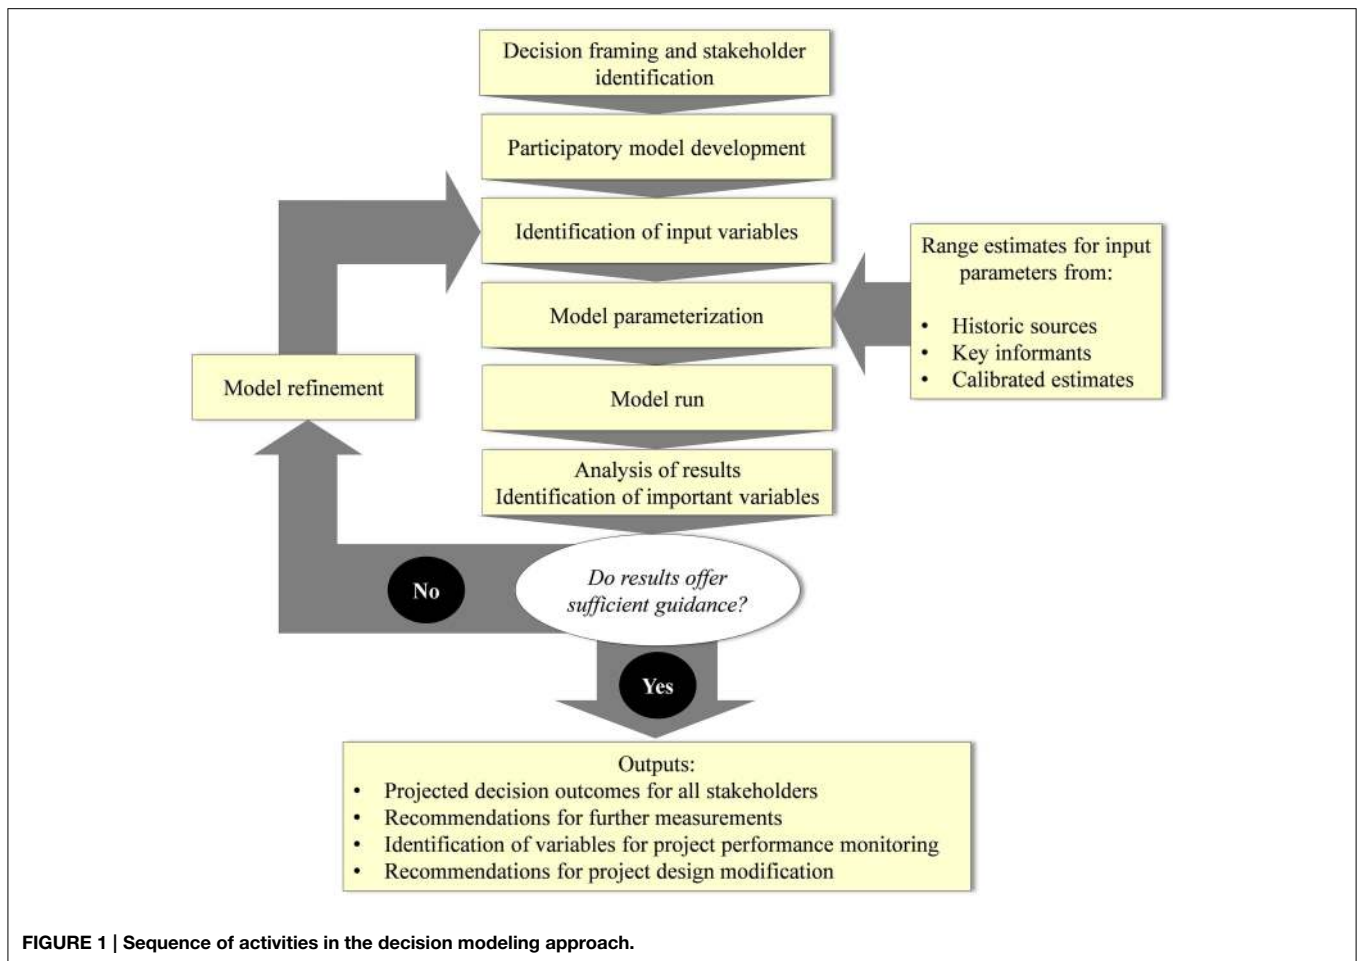 Decision framing and stakeholder
identification
Participatory model development
Identification of input variables
Range estimates for input
parameters from:
• Historic sources
• Key informants
• Calibrated estimates
Model parameterization
Model refinement
Model run
Analysis of results
Identification of important variables
Do results offer
sufficient guidance?
No
Yes
Outputs:
• Projected decision outcomes for all stakeholders
• Recommendations for further measurements
• Identification of variables for project performance monitoring
• Recommendations for project design modification
FIGURE 1 | Sequence of activities in the decision modeling approach.